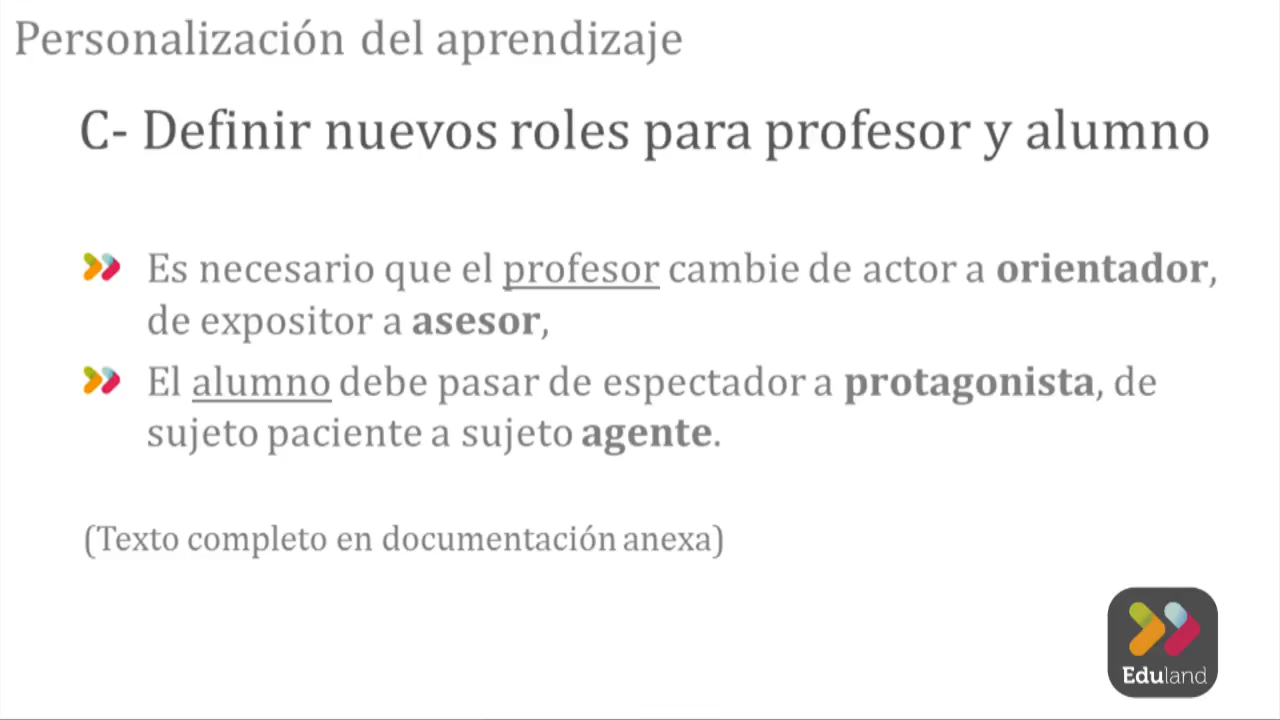 Personalización del aprendizaje
C- Definir nuevos roles para profesor y alumno
Es necesario que el profesor cambie de actor a orientador,
de expositor a asesor,
El alumno debe pasar de espectador a protagonista, de
sujeto paciente a sujeto agente.
(Texto completo en documentación anexa)
Eduland